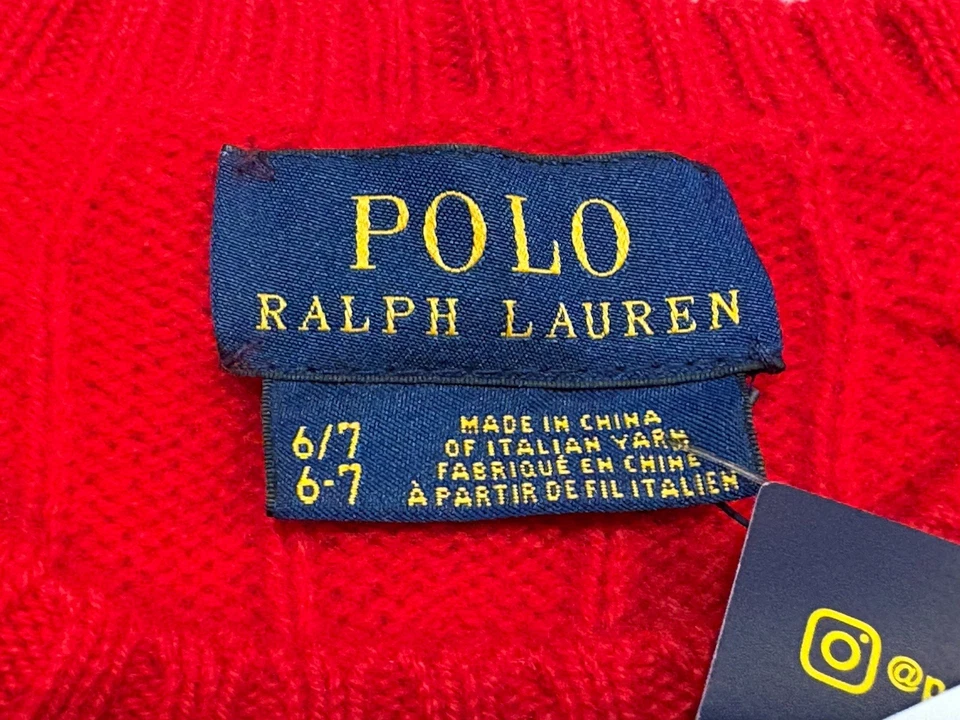 POLO
RALPH LAUREN
6/7
6-7
MADE IN CHINA
OF ITALIAN YARN
FABRIQUÉ EN CHINE
À PARTIR DE FIL ITALIEN
@p